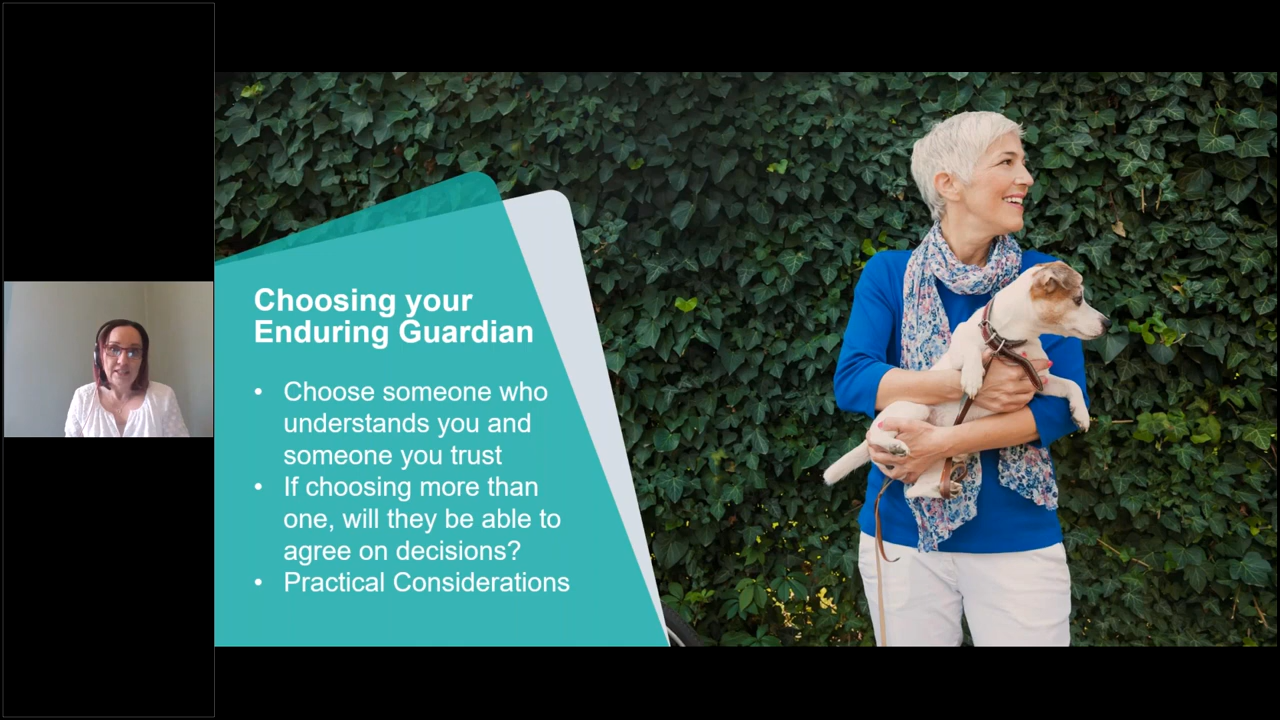 Choosing your
Enduring Guardian
• Choose someone who
understands you and
someone you trust
• If choosing more than
one, will they be able to
agree on decisions?
• Practical Considerations